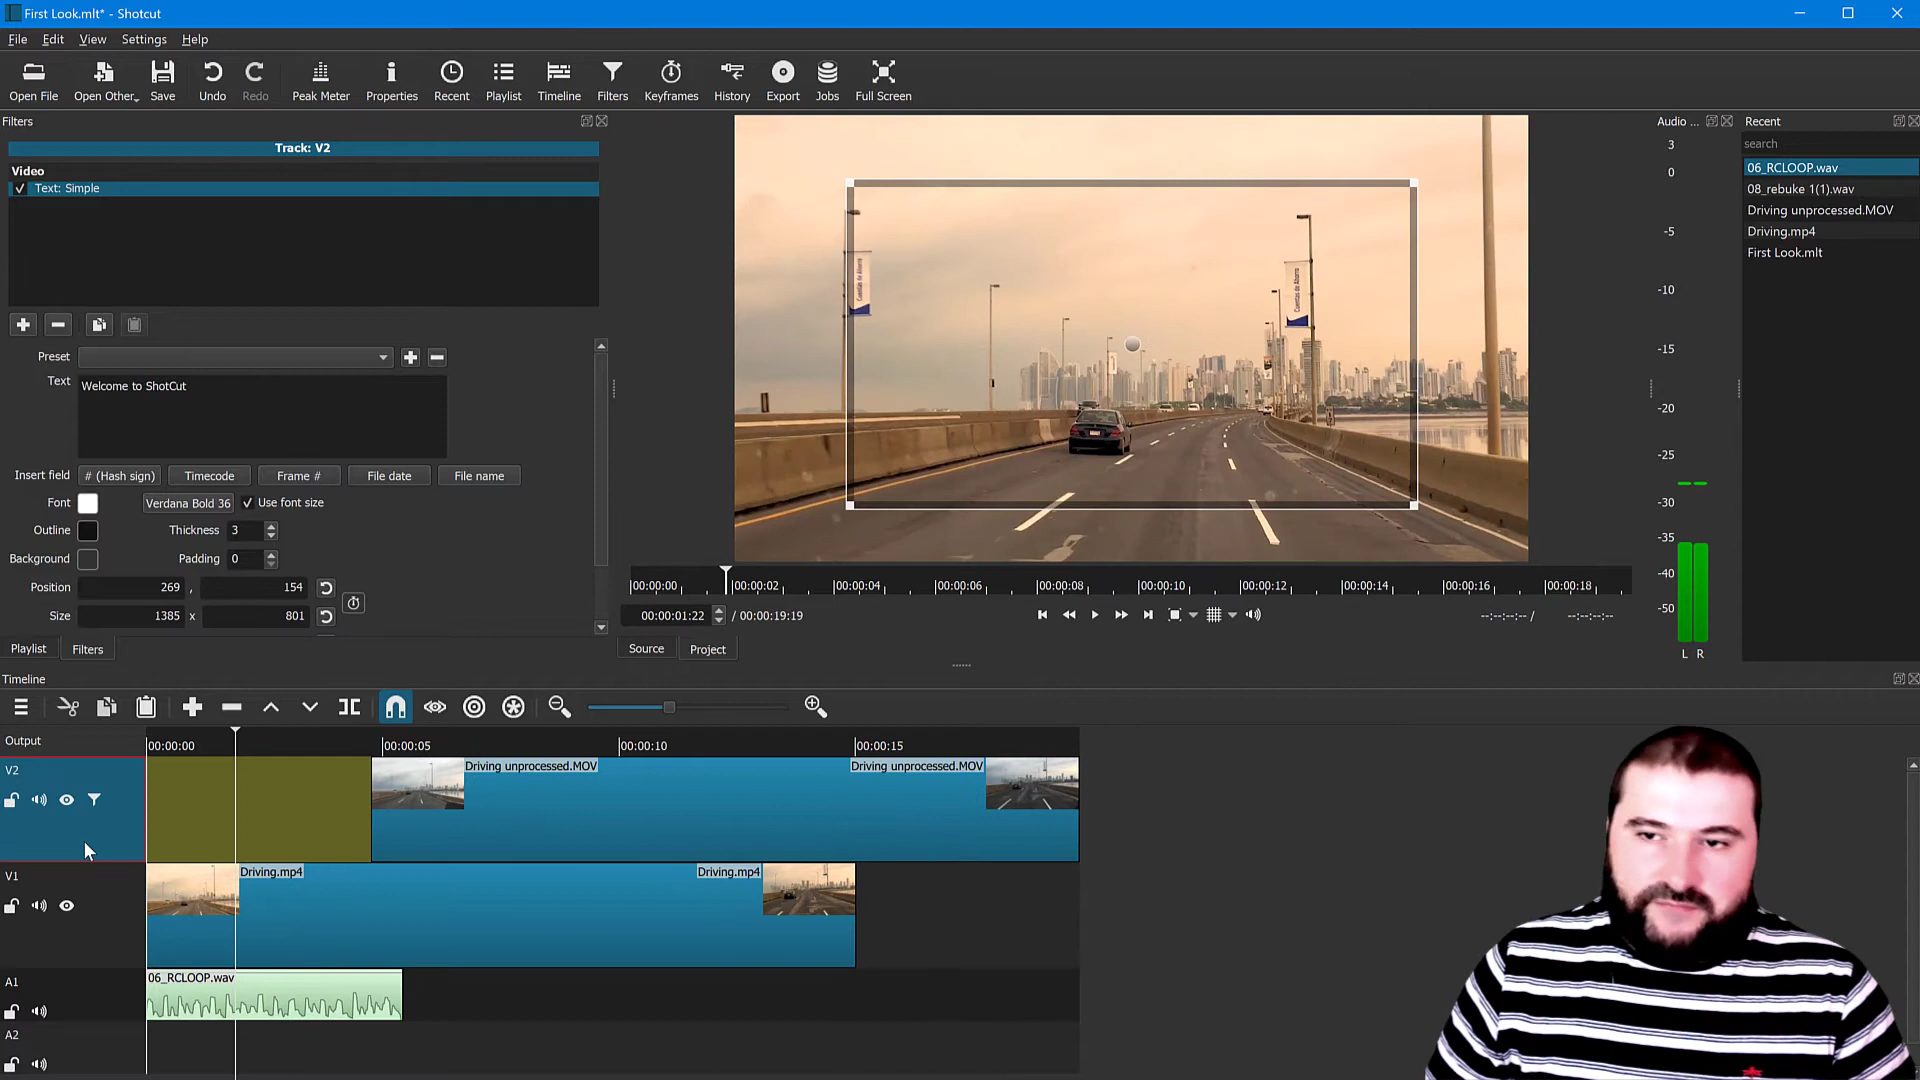 First Look.mlt* - Shotcut
File Edit View Settings Help
Open File Open Other... Save Undo Redo Peak Meter Properties Recent Playlist Timeline Filters Keyframes History Export Jobs Full Screen
Filters
Track: V2
Video
Text: Simple
Preset
Text
Welcome to ShotCut
Insert field # (Hash sign) Timecode Frame # File date File name
Font Verdana Bold 36 Use font size
Outline Thickness 3
Background Padding 0
Position 269 , 154
Size 1385 x 801
Playlist Filters
00:00:00 00:00:02 00:00:04 00:00:06 00:00:08 00:00:10 00:00:12 00:00:14 00:00:16 00:00:18
00:00:01:22 / 00:00:19:19 --:--:--:-- / --:--:--:--
Source Project
Audio ...
3
0
-5
-10
-15
-20
-25
-30
-35
-40
-50
L R
Recent
search
06_RCLOOP.wav
08_rebuke 1(1).wav
Driving unprocessed.MOV
Driving.mp4
First Look.mlt
Timeline
Output 00:00:00 00:00:05 00:00:10 00:00:15
V2
Driving unprocessed.MOV Driving unprocessed.MOV
V1
Driving.mp4 Driving.mp4
A1
06_RCLOOP.wav
A2